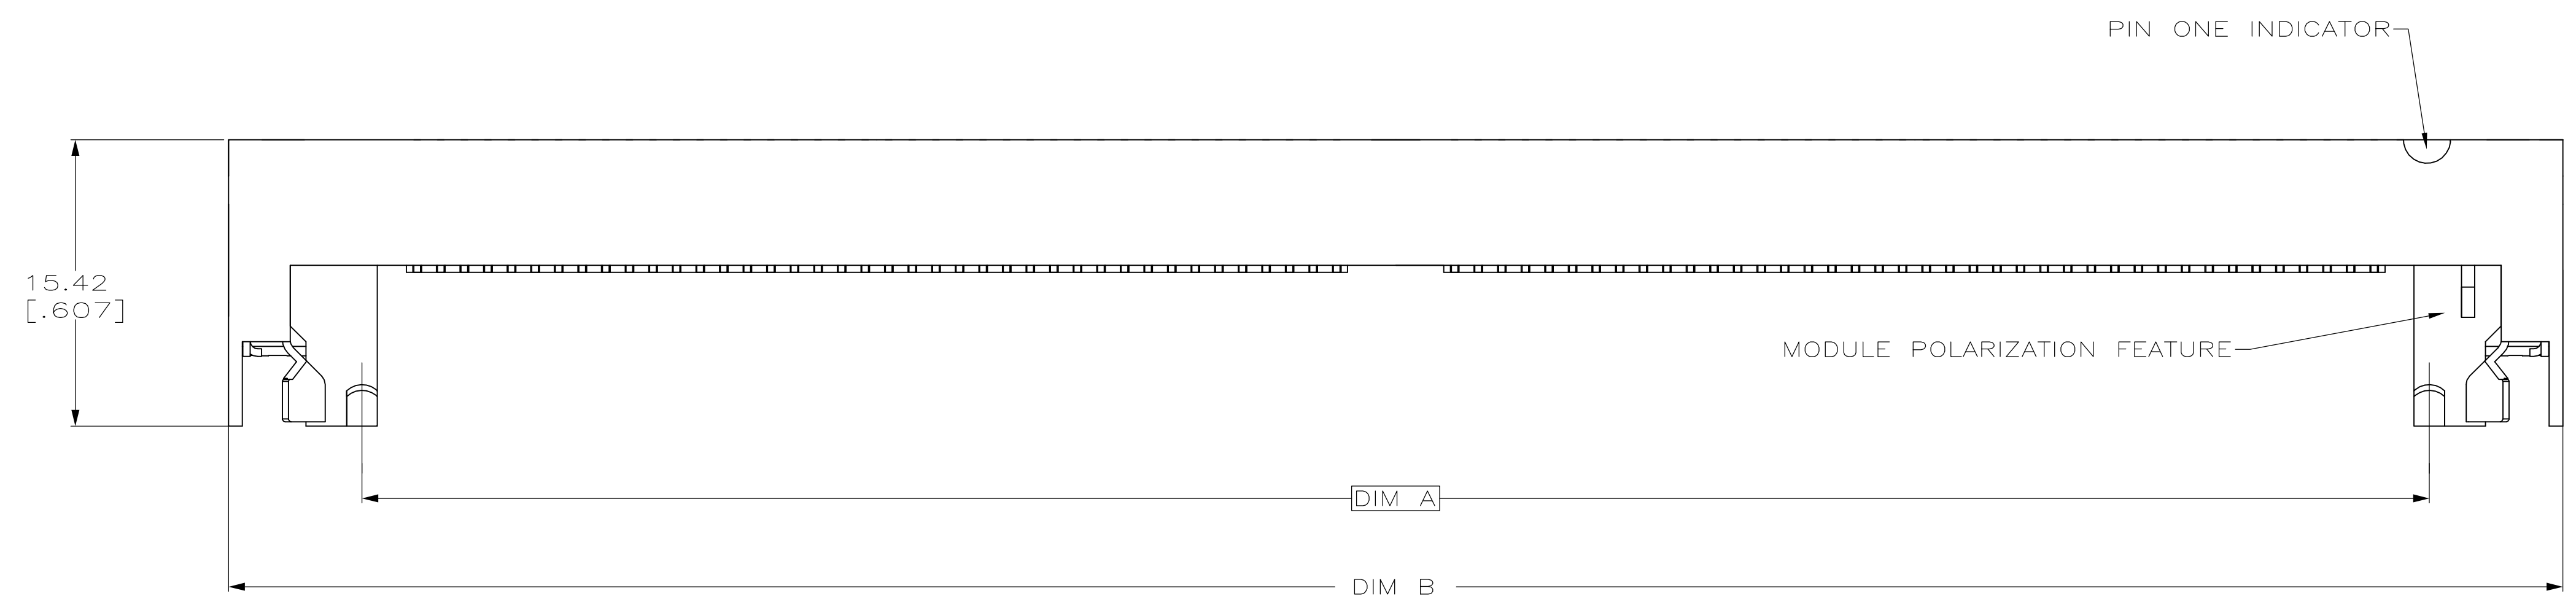 PIN ONE INDICATOR
15.42
[.607]
MODULE POLARIZATION FEATURE
DIM A
DIM B